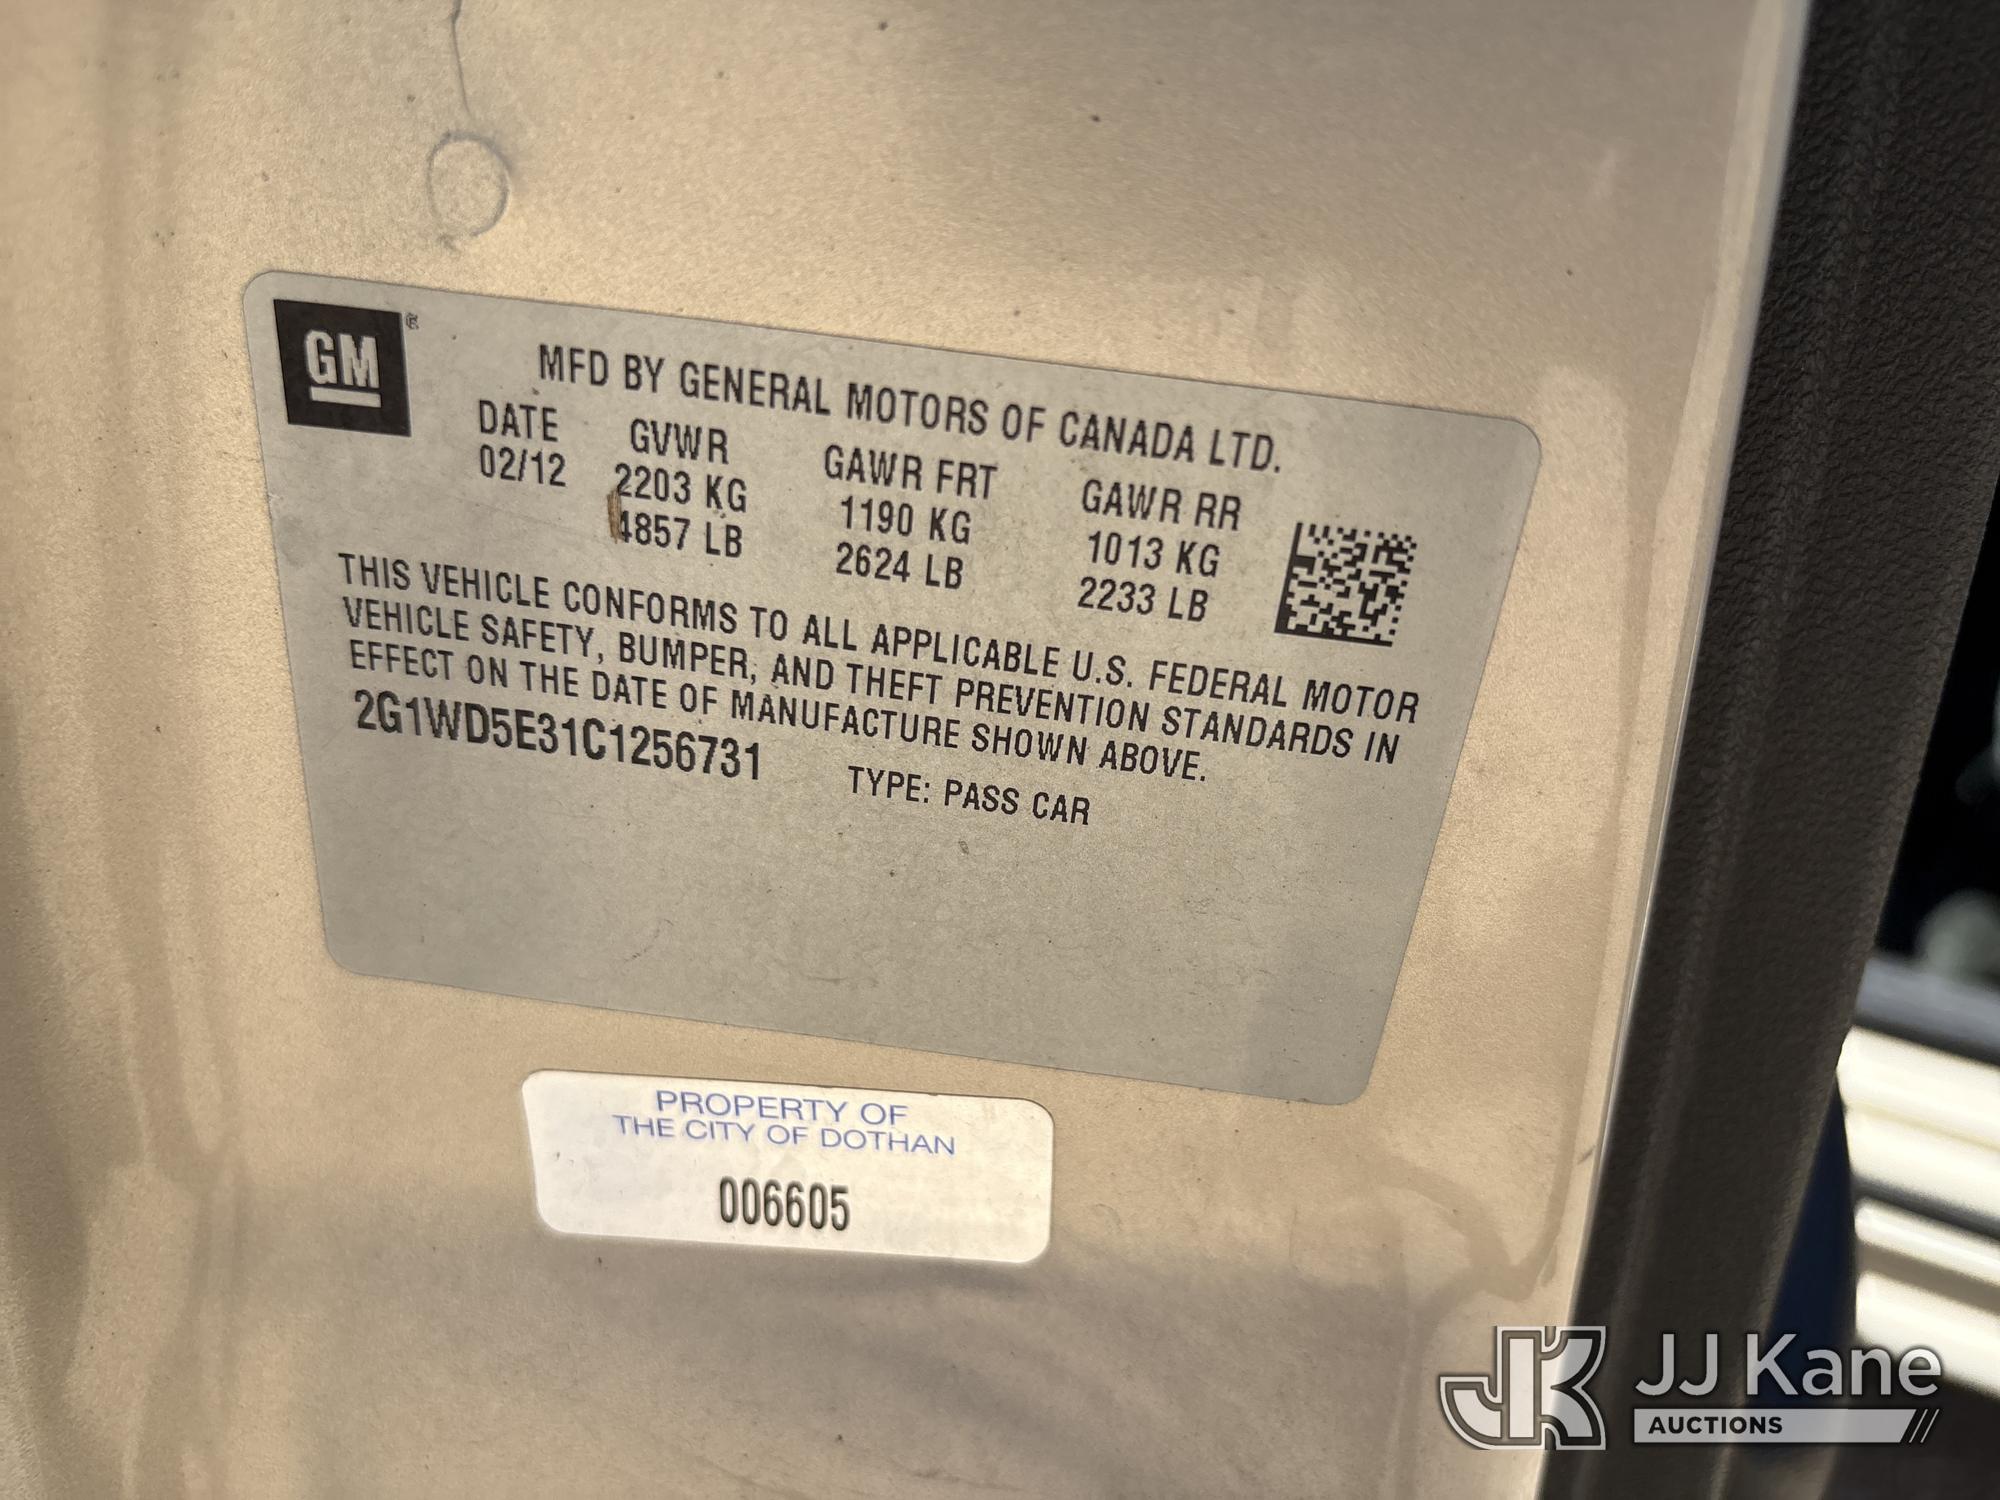 GM
MFD BY GENERAL MOTORS OF CANADA LTD.
DATE GVWR GAWR FRT GAWR RR
02/12 2203 KG 1190 KG 1013 KG
4857 LB 2624 LB 2233 LB
THIS VEHICLE CONFORMS TO ALL APPLICABLE U.S. FEDERAL MOTOR
VEHICLE SAFETY, BUMPER, AND THEFT PREVENTION STANDARDS IN
EFFECT ON THE DATE OF MANUFACTURE SHOWN ABOVE.
2G1WD5E31C1256731 TYPE: PASS CAR
PROPERTY OF
THE CITY OF DOTHAN
006605
JK JJ Kane
AUCTIONS